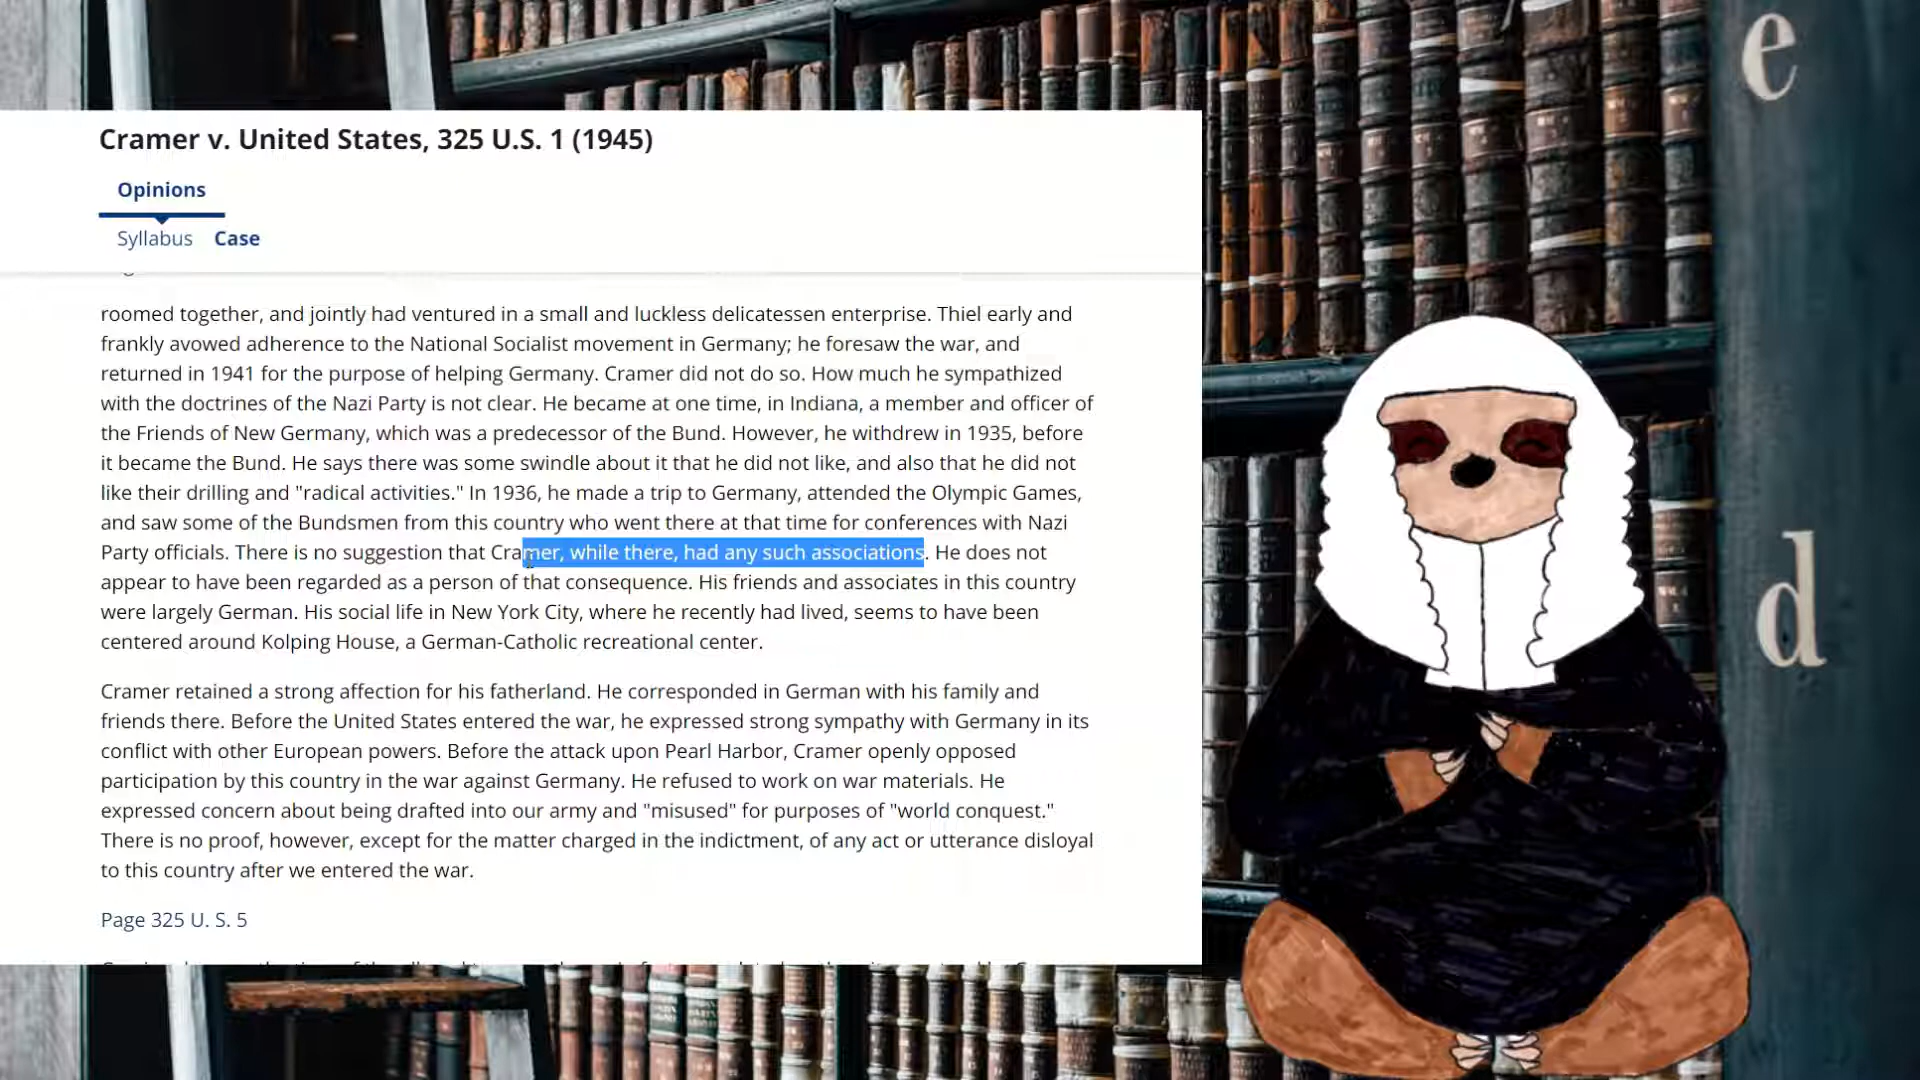 e
d
Cramer v. United States, 325 U.S. 1 (1945)
Opinions
Syllabus Case
roomed together, and jointly had ventured in a small and luckless delicatessen enterprise. Thiel early and
frankly avowed adherence to the National Socialist movement in Germany; he foresaw the war, and
returned in 1941 for the purpose of helping Germany. Cramer did not do so. How much he sympathized
with the doctrines of the Nazi Party is not clear. He became at one time, in Indiana, a member and officer of
the Friends of New Germany, which was a predecessor of the Bund. However, he withdrew in 1935, before
it became the Bund. He says there was some swindle about it that he did not like, and also that he did not
like their drilling and "radical activities." In 1936, he made a trip to Germany, attended the Olympic Games,
and saw some of the Bundsmen from this country who went there at that time for conferences with Nazi
Party officials. There is no suggestion that Cramer, while there, had any such associations. He does not
appear to have been regarded as a person of that consequence. His friends and associates in this country
were largely German. His social life in New York City, where he recently had lived, seems to have been
centered around Kolping House, a German-Catholic recreational center.
Cramer retained a strong affection for his fatherland. He corresponded in German with his family and
friends there. Before the United States entered the war, he expressed strong sympathy with Germany in its
conflict with other European powers. Before the attack upon Pearl Harbor, Cramer openly opposed
participation by this country in the war against Germany. He refused to work on war materials. He
expressed concern about being drafted into our army and "misused" for purposes of "world conquest."
There is no proof, however, except for the matter charged in the indictment, of any act or utterance disloyal
to this country after we entered the war.
Page 325 U. S. 5